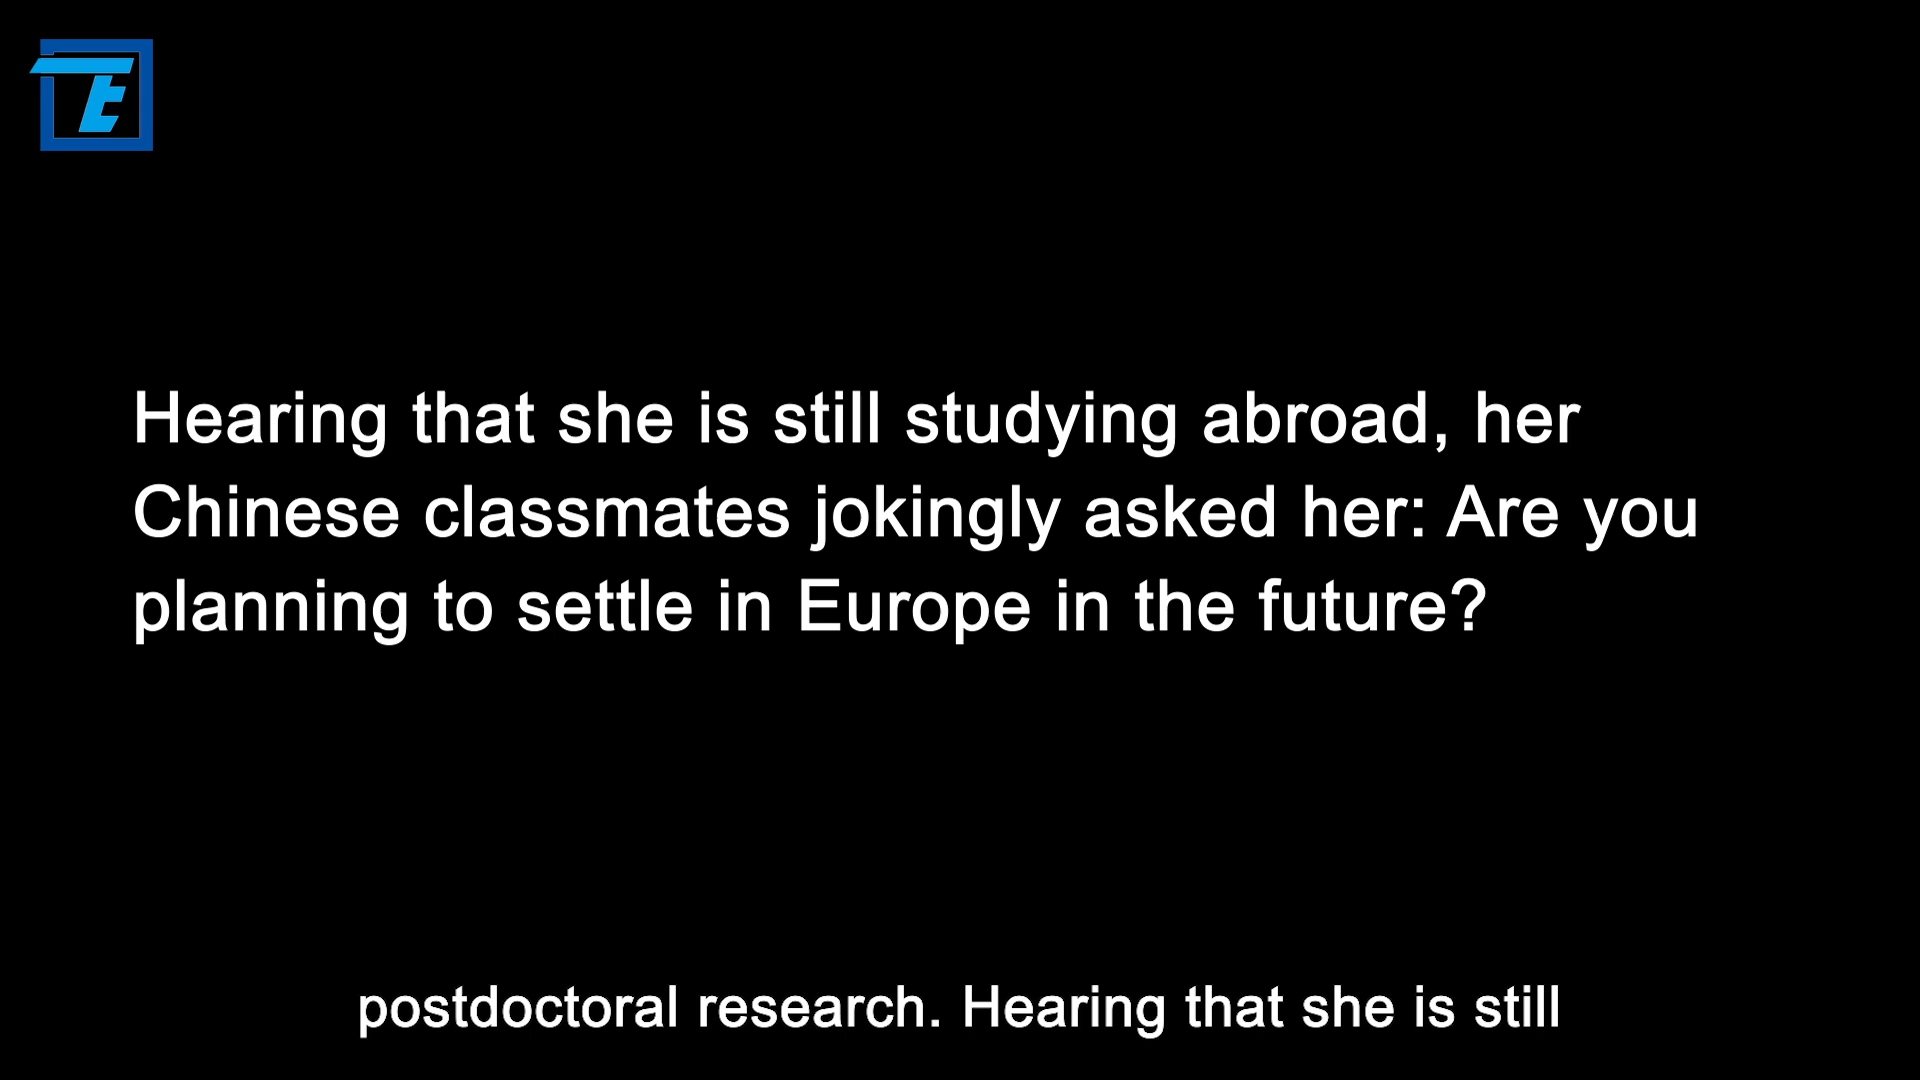 TE
Hearing that she is still studying abroad, her
Chinese classmates jokingly asked her: Are you
planning to settle in Europe in the future?
postdoctoral research. Hearing that she is still